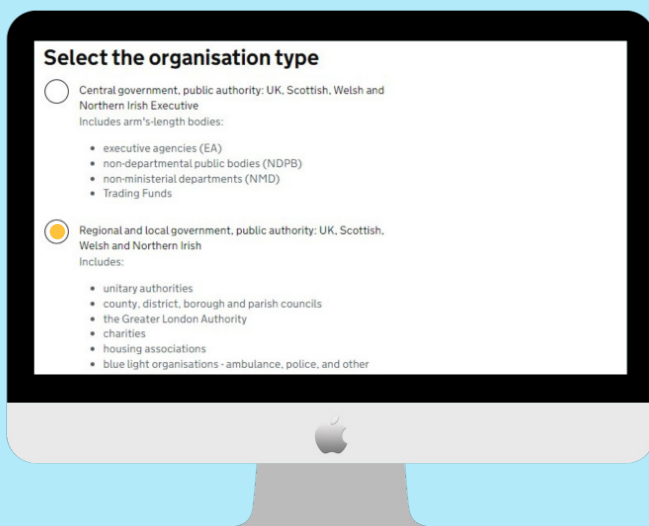 Select the organisation type
Central government, public authority: UK, Scottish, Welsh and
Northern Irish Executive
Includes arm's-length bodies:
• executive agencies (EA)
• non-departmental public bodies (NDPB)
• non-ministerial departments (NMD)
• Trading Funds
Regional and local government, public authority: UK, Scottish,
Welsh and Northern Irish
Includes:
• unitary authorities
• county, district, borough and parish councils
• the Greater London Authority
• charities
• housing associations
• blue light organisations - ambulance, police, and other